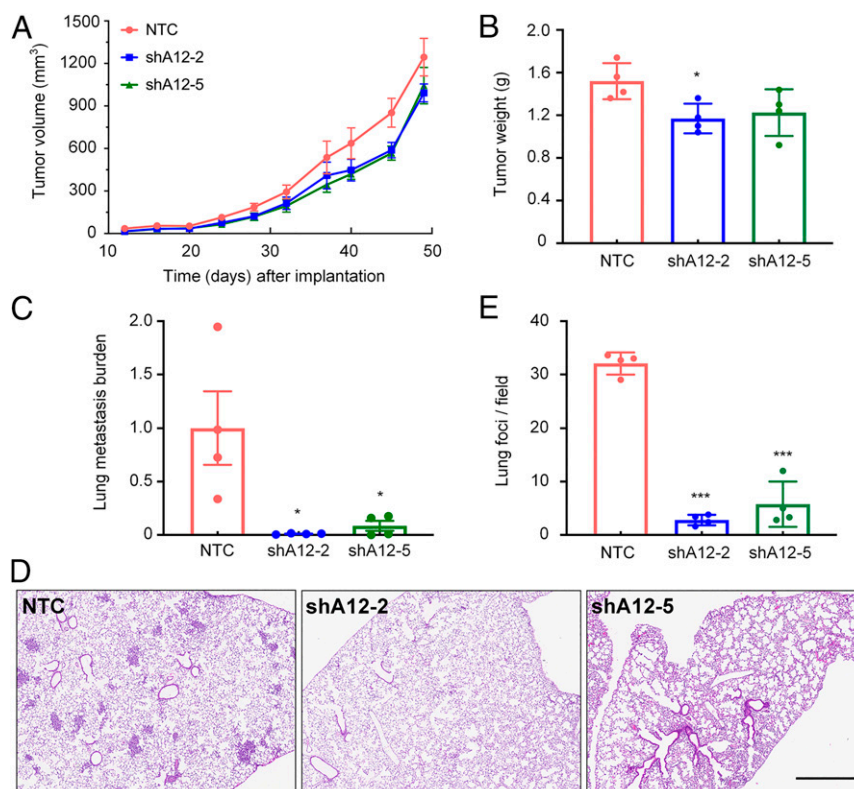 A
NTC
shA12-2
shA12-5
Tumor volume (mm³)
1500
1200
900
600
300
0
10 20 30 40 50
Time (days) after implantation
B
Tumor weight (g)
2.0
1.6
1.2
0.8
0.4
0
*
NTC shA12-2 shA12-5
C
Lung metastasis burden
2.0
1.5
1.0
0.5
0
* *
NTC shA12-2 shA12-5
E
Lung foci / field
40
30
20
10
0
*** ***
NTC shA12-2 shA12-5
D
NTC shA12-2 shA12-5